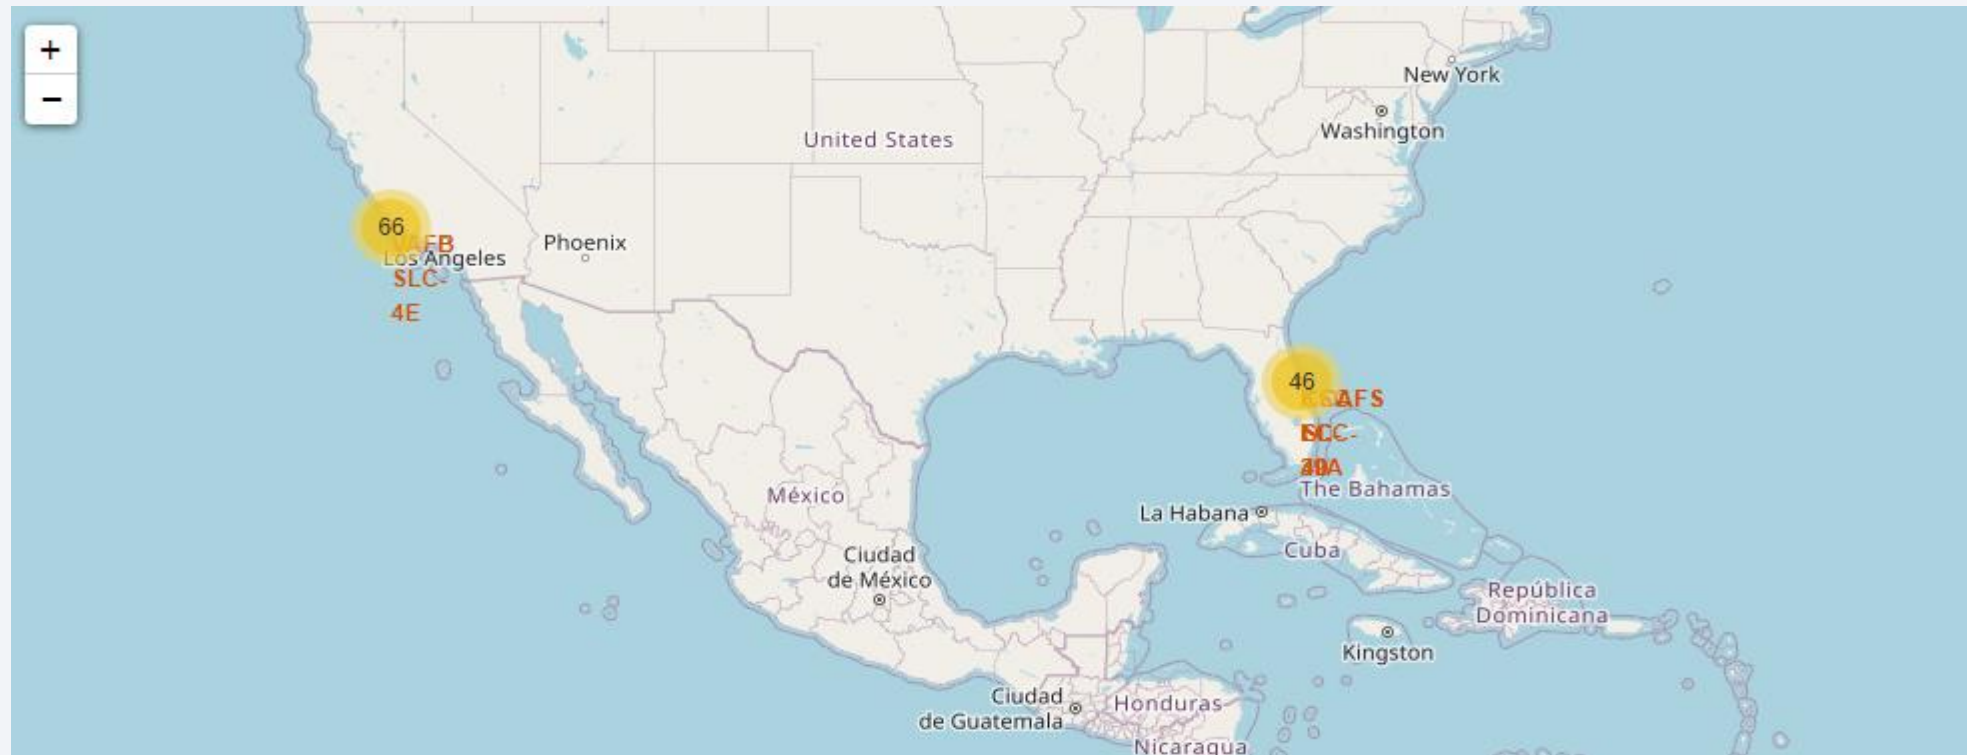 +
−
New York
Washington
United States
66
VAFB
Phoenix
Los Angeles
SLC-
4E
46
The Bahamas
México
La Habana
Cuba
Ciudad
de México
República
Dominicana
Kingston
Ciudad
de Guatemala
Honduras
Nicaragua